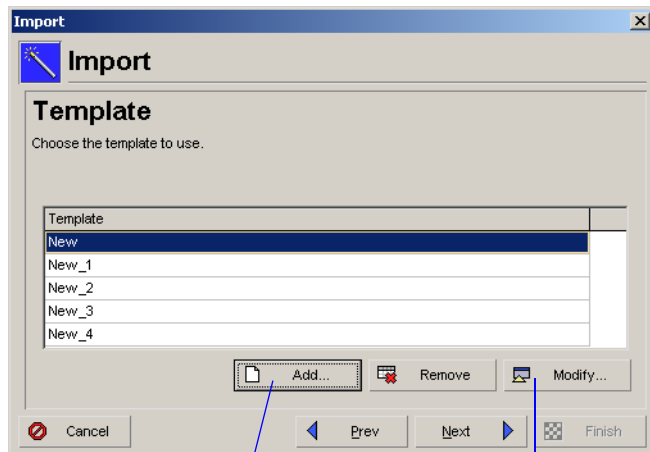 Import
Import
Template
Choose the template to use.
Template
New
New_1
New_2
New_3
New_4
Add... Remove Modify...
Cancel Prev Next Finish